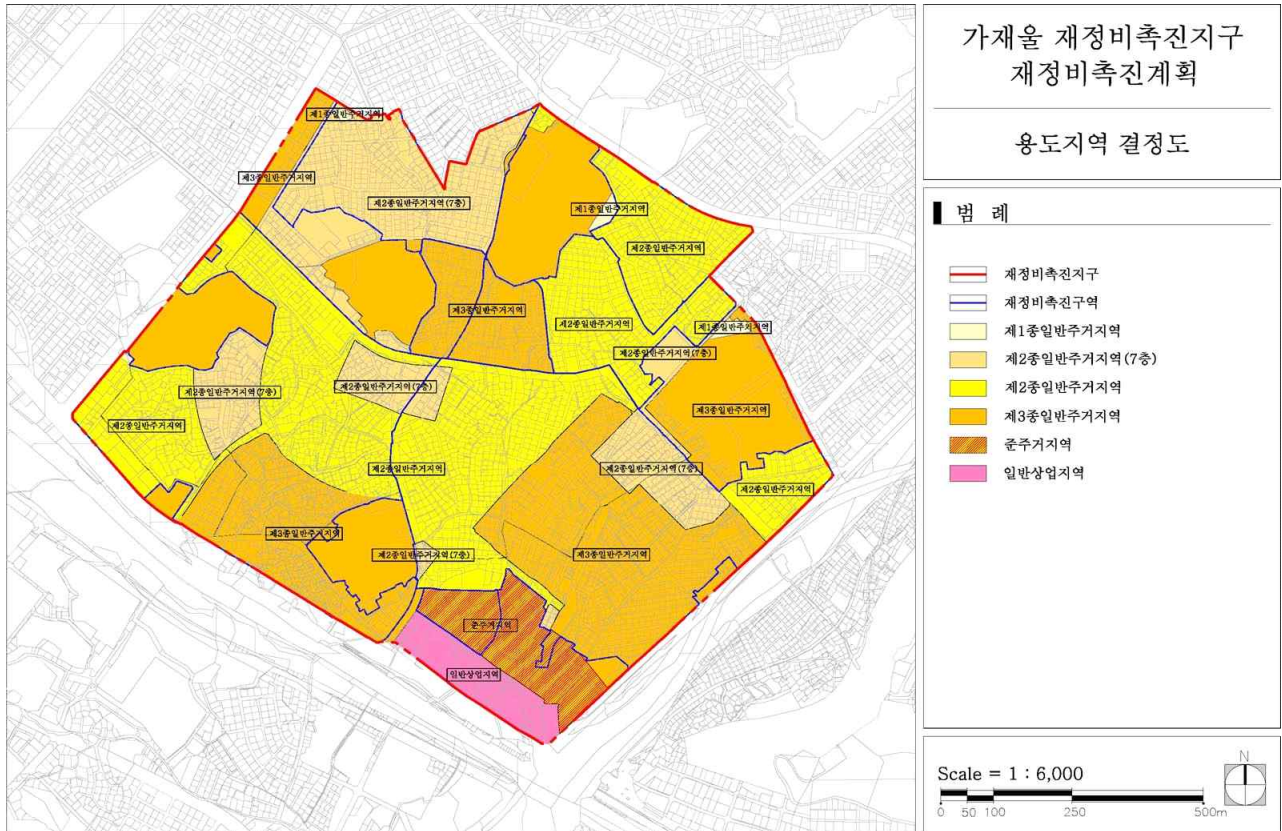 가재울 재정비촉진지구
재정비촉진계획
용도지역 결정도
범 례
재정비촉진지구
재정비촉진구역
제1종일반주거지역
제2종일반주거지역(7층)
제2종일반주거지역
제3종일반주거지역
준주거지역
일반상업지역
Scale = 1 : 6,000
N
0 50 100 250 500m
제1종일반주거지역
제3종일반주거지역
제2종일반주거지역(7층)
제1종일반주거지역
제2종일반주거지역
제3종일반주거지역
제2종일반주거지역
제1종일반주거지역
제2종일반주거지역(7층)
제2종일반주거지역(7층)
제2종일반주거지역(7층)
제3종일반주거지역
제2종일반주거지역
제2종일반주거지역
제2종일반주거지역(7층)
제2종일반주거지역
제3종일반주거지역
제2종일반주거지역(7층)
제3종일반주거지역
준주거지역
일반상업지역